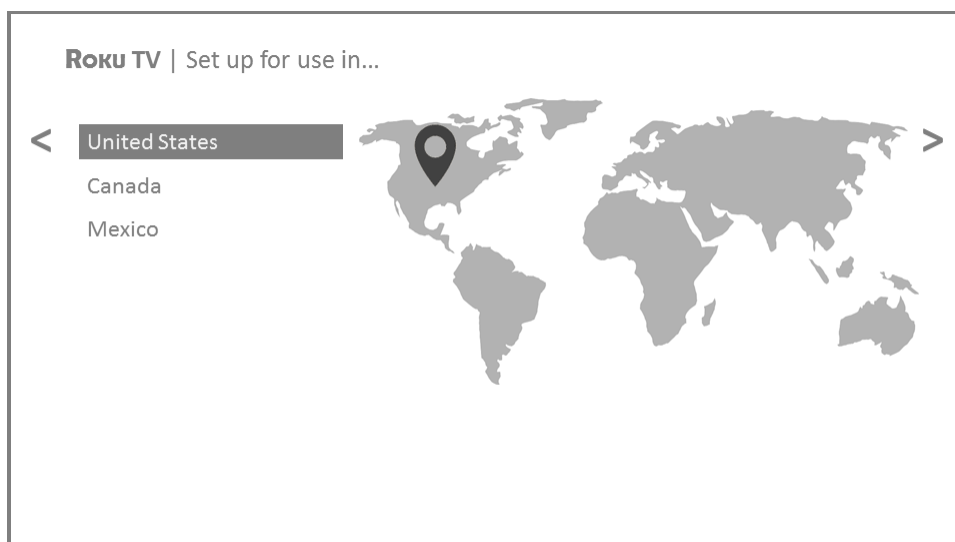 ROKU TV | Set up for use in...
< >
United States
Canada
Mexico